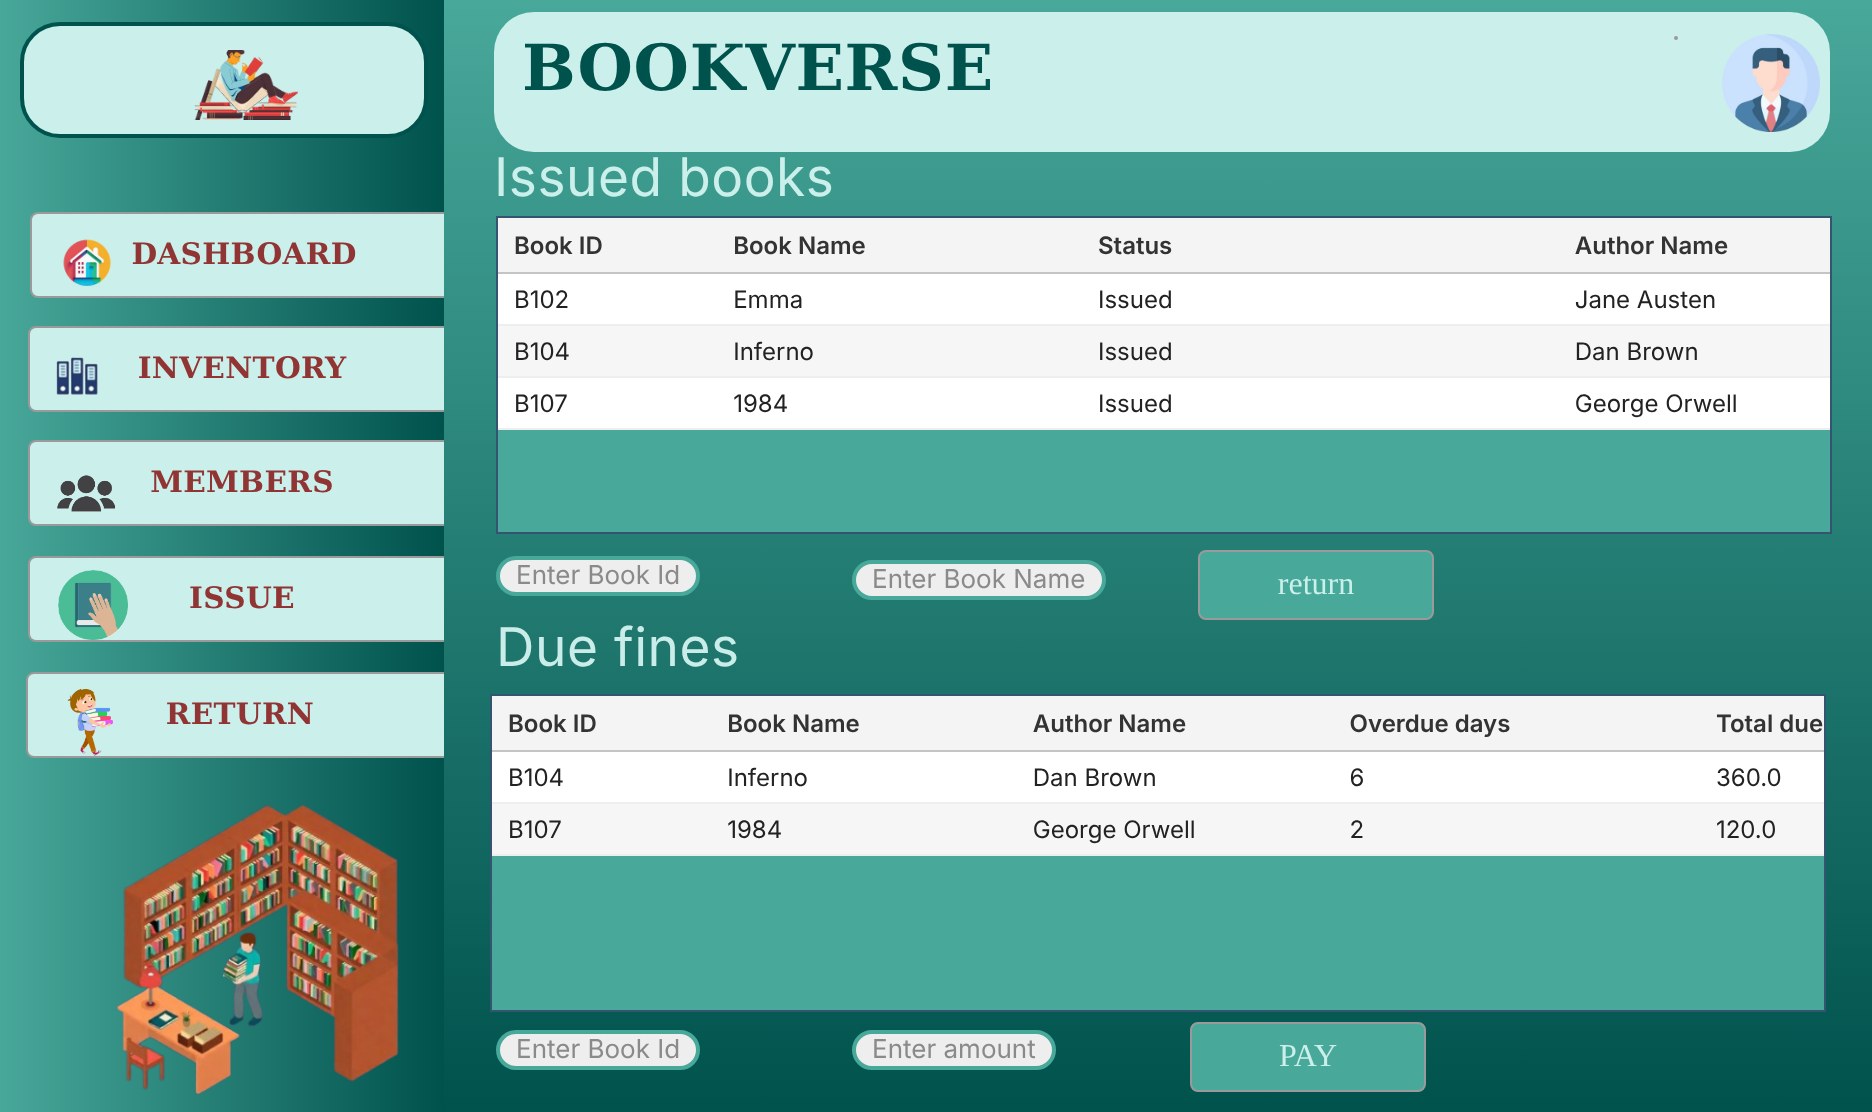 BOOKVERSE
DASHBOARD
INVENTORY
MEMBERS
ISSUE
RETURN
Issued books
Book ID Book Name Status Author Name
B102 Emma Issued Jane Austen
B104 Inferno Issued Dan Brown
B107 1984 Issued George Orwell
Enter Book Id Enter Book Name return
Due fines
Book ID Book Name Author Name Overdue days Total due
B104 Inferno Dan Brown 6 360.0
B107 1984 George Orwell 2 120.0
Enter Book Id Enter amount PAY